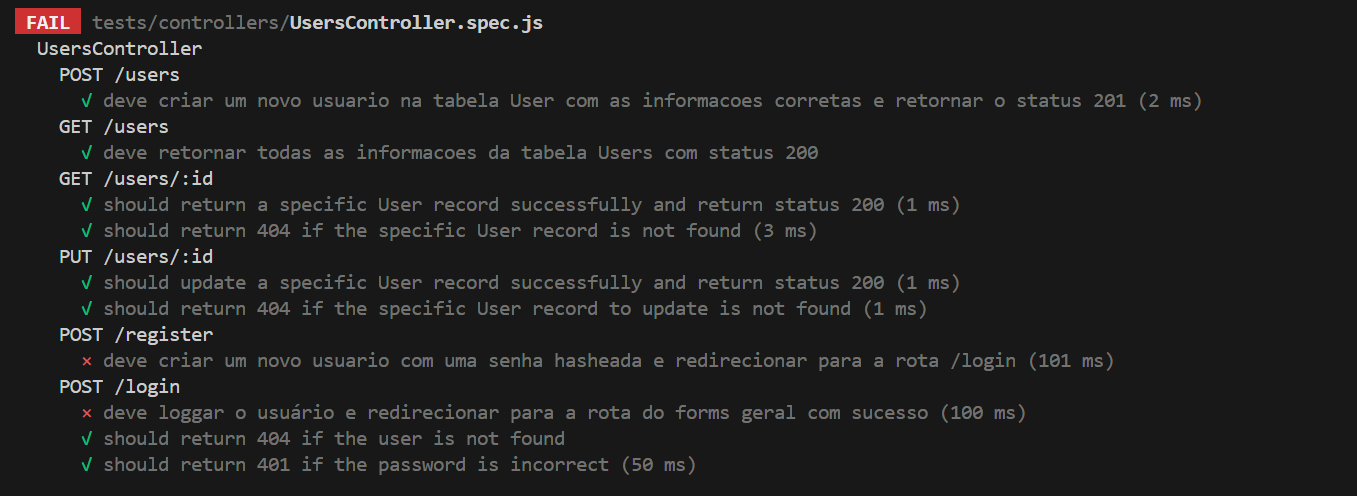 FAIL tests/controllers/UsersController.spec.js
UsersController
POST /users
√ deve criar um novo usuario na tabela User com as informacoes corretas e retornar o status 201 (2 ms)
GET /users
√ deve retornar todas as informacoes da tabela Users com status 200
GET /users/:id
√ should return a specific User record successfully and return status 200 (1 ms)
√ should return 404 if the specific User record is not found (3 ms)
PUT /users/:id
√ should update a specific User record successfully and return status 200 (1 ms)
√ should return 404 if the specific User record to update is not found (1 ms)
POST /register
× deve criar um novo usuario com uma senha hasheada e redirecionar para a rota /login (101 ms)
POST /login
× deve loggar o usuário e redirecionar para a rota do forms geral com sucesso (100 ms)
√ should return 404 if the user is not found
√ should return 401 if the password is incorrect (50 ms)